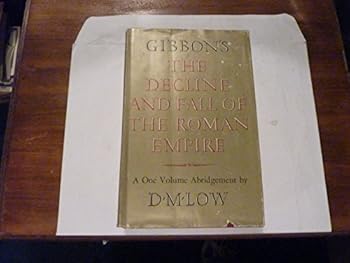 GIBBON'S
THE
DECLINE
AND FALL OF
THE ROMAN
EMPIRE
A One Volume Abridgement by
D·M·LOW